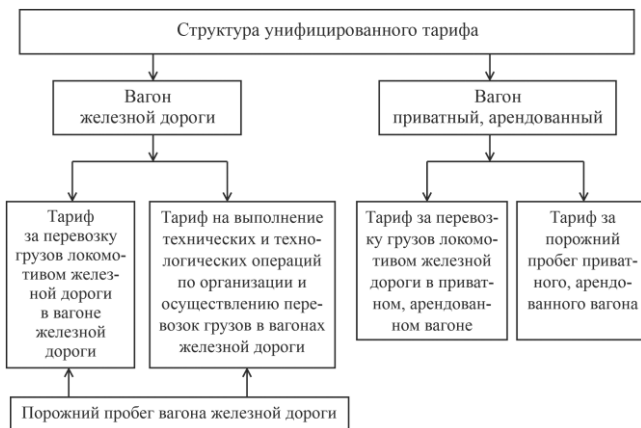 Структура унифицированного тарифа
Вагон
железной дороги
Вагон
приватный, арендованный
Тариф
за перевозку
грузов локомо-
тивом желез-
ной дороги
в вагоне
железной
дороги
Тариф на выполнение
технических и техно-
логических операций
по организации и
осуществлению пере-
возок грузов в вагонах
железной дороги
Тариф за перевоз-
ку грузов локомо-
тивом железной
дороги в приват-
ном, арендован-
ном вагоне
Тариф за
порожний
пробег приват-
ного, арендо-
ванного вагона
Порожний пробег вагона железной дороги